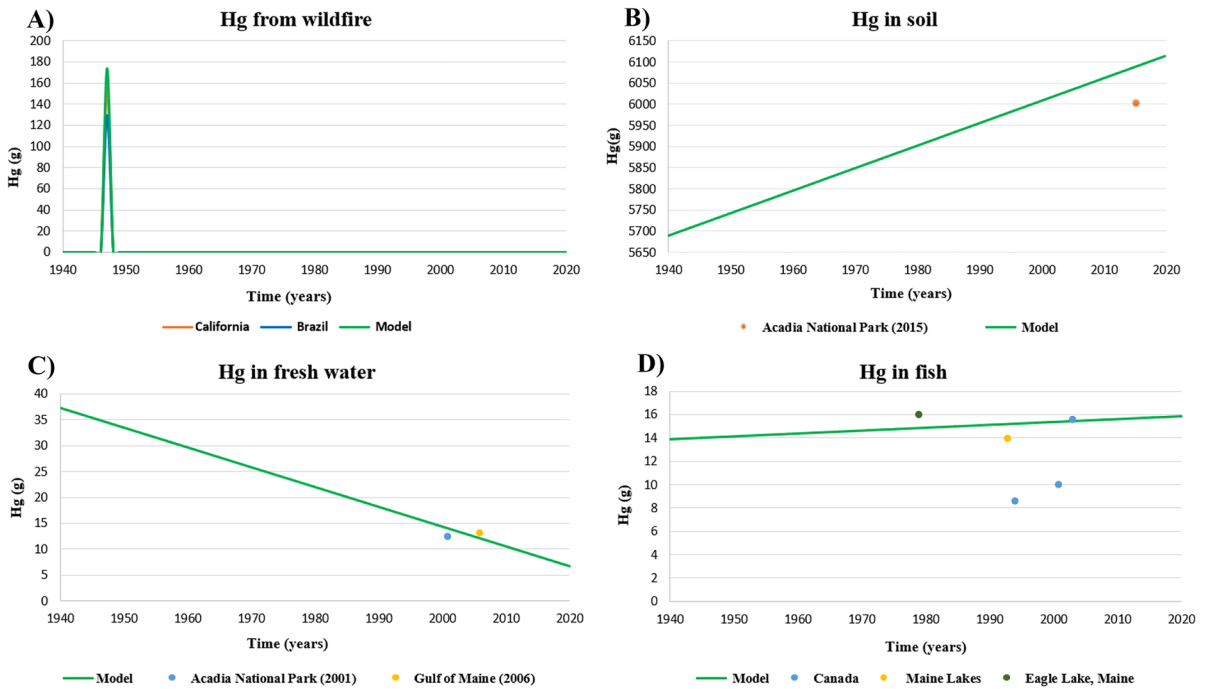 A)
Hg from wildfire
200
180
160
140
120
100
80
60
40
20
0
Hg (g)
1940 1950 1960 1970 1980 1990 2000 2010 2020
Time (years)
California Brazil Model
B)
Hg in soil
6150
6100
6050
6000
5950
5900
5850
5800
5750
5700
5650
Hg(g)
1940 1950 1960 1970 1980 1990 2000 2010 2020
Time (years)
Acadia National Park (2015) Model
C)
Hg in fresh water
40
35
30
25
20
15
10
5
0
Hg (g)
1940 1950 1960 1970 1980 1990 2000 2010 2020
Time (years)
Model Acadia National Park (2001) Gulf of Maine (2006)
D)
Hg in fish
18
16
14
12
10
8
6
4
2
0
Hg (g)
1940 1950 1960 1970 1980 1990 2000 2010 2020
Time (years)
Model Canada Maine Lakes Eagle Lake, Maine